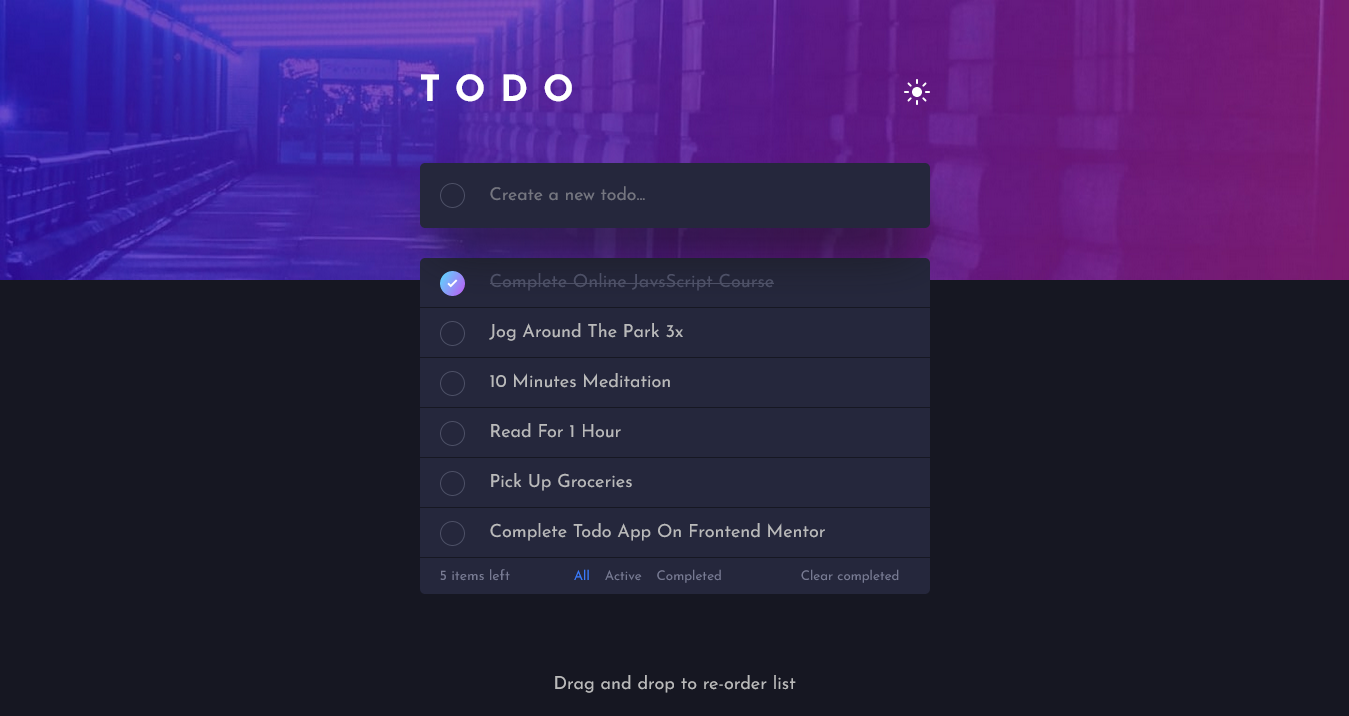 TODO
Create a new todo...
Complete Online JavsScript Course
Jog Around The Park 3x
10 Minutes Meditation
Read For 1 Hour
Pick Up Groceries
Complete Todo App On Frontend Mentor
5 items left All Active Completed Clear completed
Drag and drop to re-order list